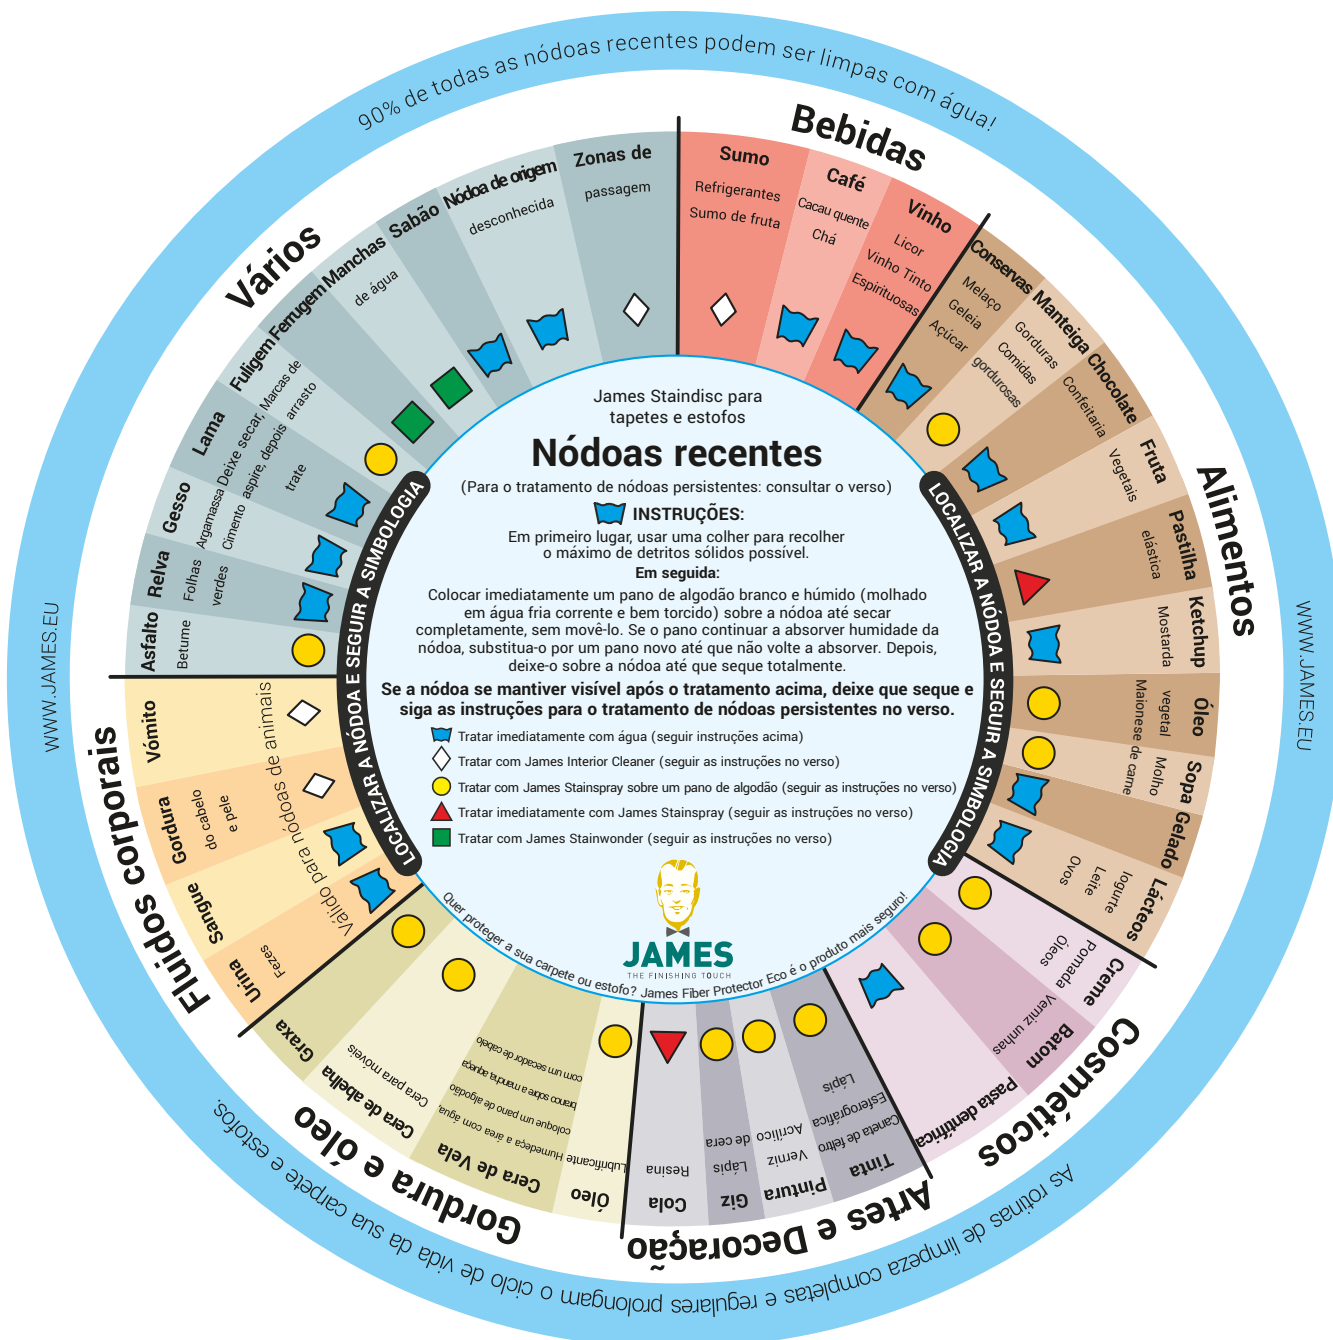 90% de todas as nódoas recentes podem ser limpas com água!
WWW.JAMES.EU
WWW.JAMES.EU
As rotinas de limpeza completas e regulares prolongam o ciclo de vida da sua carpete e estofos.
Bebidas
Sumo
Refrigerantes
Sumo de fruta
Café
Cacau quente
Chá
Vinho
Licor
Vinho Tinto
Espirituosas
Alimentos
Conservas
Melaço
Geleia
Açúcar
Manteiga
Gorduras
Comidas
gordurosas
Chocolate
Confeitaria
Fruta
Vegetais
Pastilha
elástica
Ketchup
Mostarda
Óleo
vegetal
Maionese
Sopa
Molho
de carne
Gelado
Lácteos
Iogurte
Leite
Ovos
Cosméticos
Creme
Pomada
Óleos
Batom
Verniz unhas
Pasta dentífrica
Artes e Decoração
Tinta
Caneta de feltro
Esferográfica
Lápis
Pintura
Verniz
Acrílico
Giz
Lápis
de cera
Cola
Resina
Gordura e óleo
Óleo
Lubrificante
Cera de Vela
Humedeça a área com água,
coloque um pano de algodão
branco sobre a mancha, aqueça
com um secador de cabelo
Cera de abelha
Cera para móveis
Graxa
Fluidos corporais
Urina
Fezes
Sangue
Gordura
do cabelo
e pele
Vómito
Válido para nódoas de animais
Vários
Asfalto
Betume
Relva
Folhas
verdes
Gesso
Argamassa
Cimento
Lama
Deixe secar,
aspire, depois
trate
Fuligem
Marcas de
arrasto
Ferrugem
Manchas
de água
Sabão
Nódoa de origem
desconhecida
Zonas de
passagem
LOCALIZAR A NÓDOA E SEGUIR A SIMBOLOGIA
LOCALIZAR A NÓDOA E SEGUIR A SIMBOLOGIA
James Staindisc para
tapetes e estofos
Nódoas recentes
(Para o tratamento de nódoas persistentes: consultar o verso)
INSTRUÇÕES:
Em primeiro lugar, usar uma colher para recolher
o máximo de detritos sólidos possível.
Em seguida:
Colocar imediatamente um pano de algodão branco e húmido (molhado
em água fria corrente e bem torcido) sobre a nódoa até secar
completamente, sem movê-lo. Se o pano continuar a absorver humidade da
nódoa, substitua-o por um pano novo até que não volte a absorver. Depois,
deixe-o sobre a nódoa até que seque totalmente.
Se a nódoa se mantiver visível após o tratamento acima, deixe que seque e
siga as instruções para o tratamento de nódoas persistentes no verso.
Tratar imediatamente com água (seguir instruções acima)
Tratar com James Interior Cleaner (seguir as instruções no verso)
Tratar com James Stainspray sobre um pano de algodão (seguir as instruções no verso)
Tratar imediatamente com James Stainspray (seguir as instruções no verso)
Tratar com James Stainwonder (seguir as instruções no verso)
JAMES
THE FINISHING TOUCH
Quer proteger a sua carpete ou estofo? James Fiber Protector Eco é o produto mais seguro!